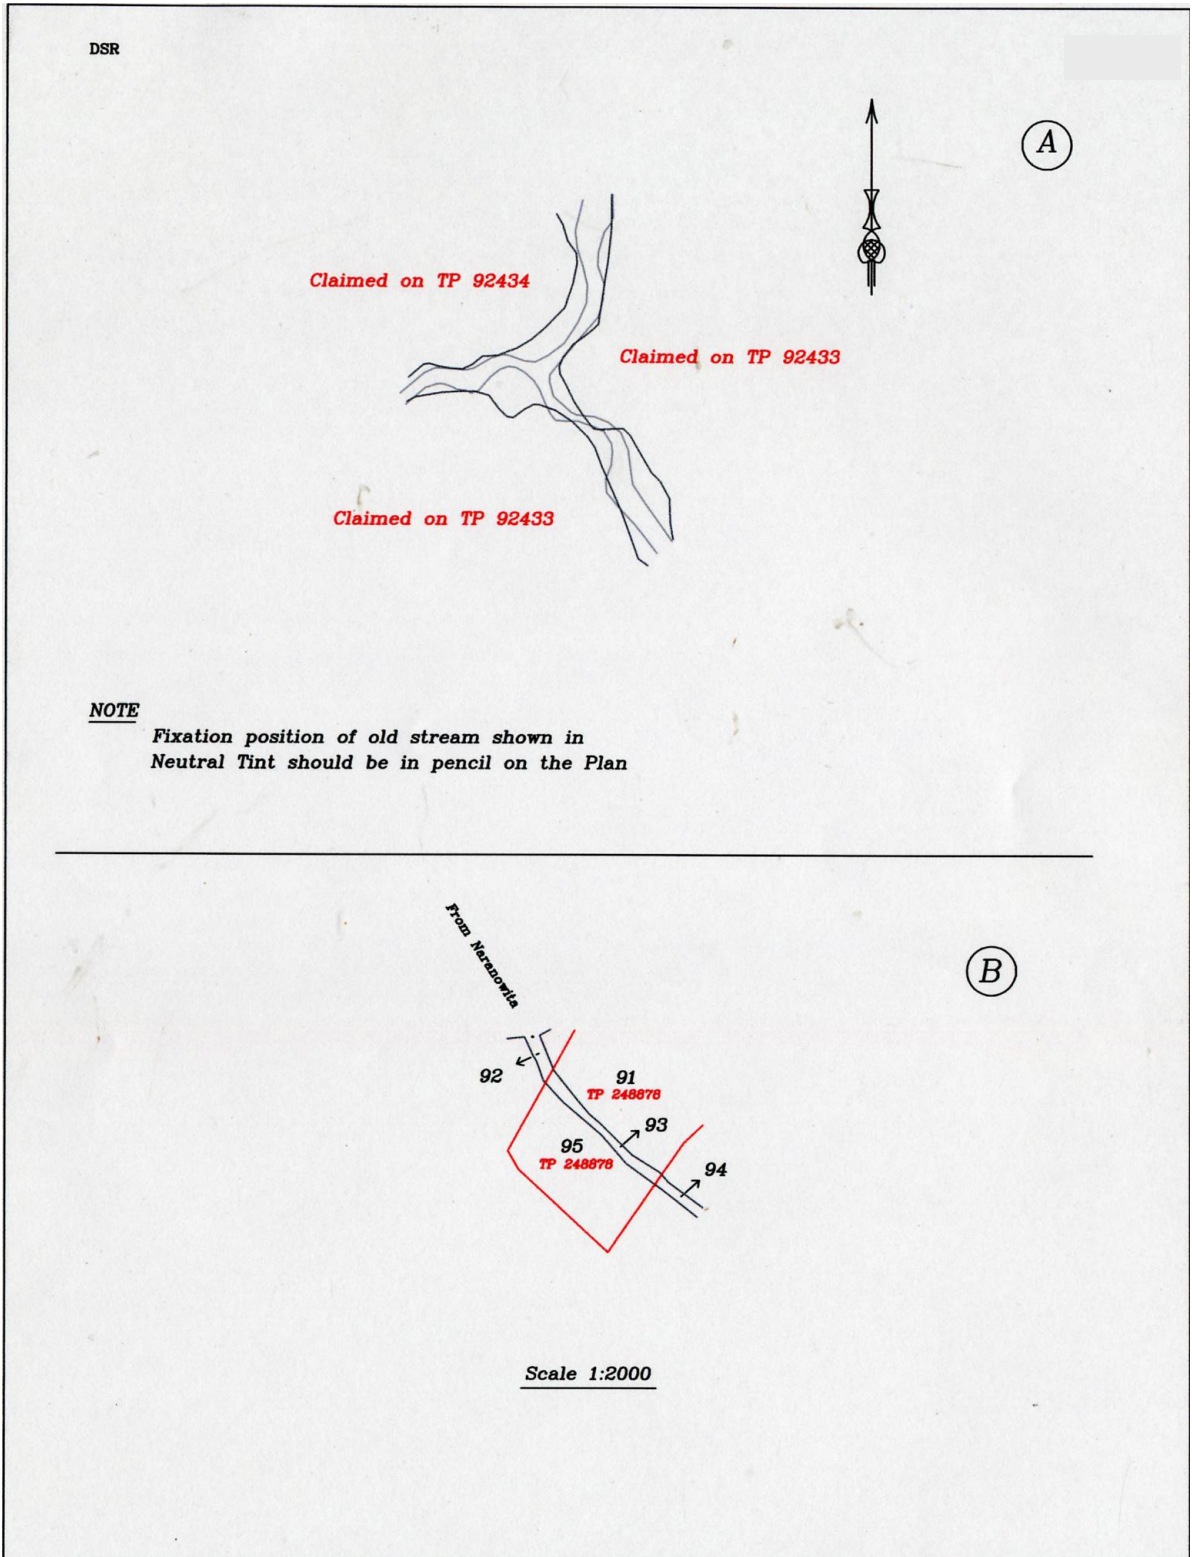 DSR
A
Claimed on TP 92434
Claimed on TP 92433
Claimed on TP 92433
NOTE
Fixation position of old stream shown in
Neutral Tint should be in pencil on the Plan
From Naranowita
B
92
91
TP 248878
93
95
TP 248878
94
Scale 1:2000